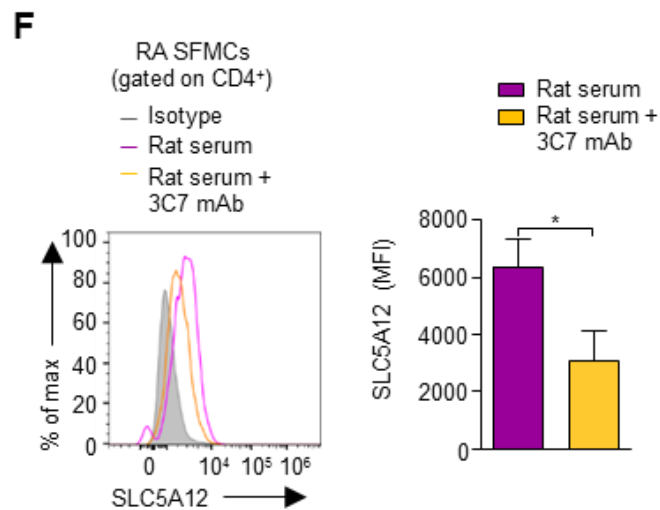 F
RA SFMCs
(gated on CD4⁺)
Isotype
Rat serum
Rat serum +
3C7 mAb
100
80
60
40
20
0
% of max
0 10⁴ 10⁵ 10⁶
SLC5A12
Rat serum
Rat serum +
3C7 mAb
8000
6000
4000
2000
0
SLC5A12 (MFI)
*